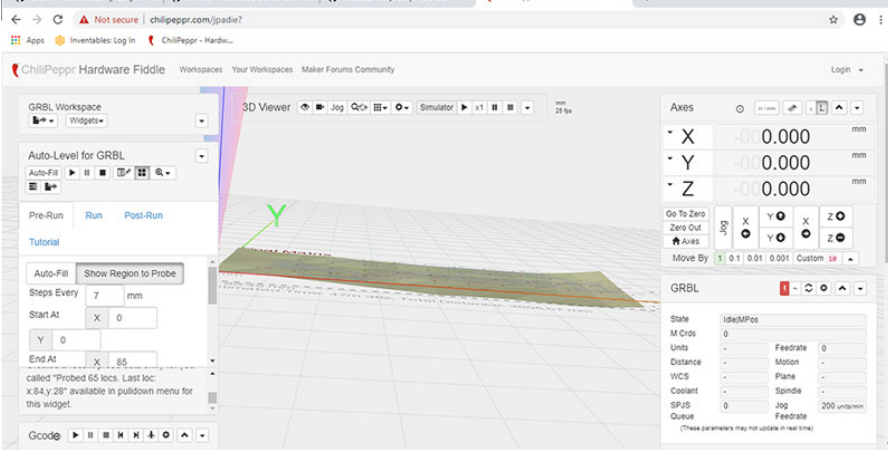 Not secure | chilipeppr.com/jpadie?
Apps Inventables: Log In ChiliPeppr - Hardw...
ChiliPeppr Hardware Fiddle Workspaces Your Workspaces Maker Forums Community Login
GRBL Workspace
Widgets
3D Viewer Jog Simulator x1
mm
25 fps
Axes in / mm L
Auto-Level for GRBL
Auto-Fill
Pre-Run Run Post-Run
Tutorial
Auto-Fill Show Region to Probe
Steps Every 7 mm
Start At X 0
Y 0
End At X 85
called "Probed 65 locs. Last loc:
x:84,y:28" available in pulldown menu for
this widget.
Gcode
Y
X -000.000 mm
Y -000.000 mm
Z -000.000 mm
Go To Zero
Zero Out
Axes
Jog X Y X Z
Y Z
Move By 1 0.1 0.01 0.001 Custom 10
GRBL
State Idle|MPos
M Crds 0
Units - Feedrate 0
Distance - Motion -
WCS - Plane -
Coolant - Spindle -
SPJS Queue 0 Jog Feedrate 200 units/min
(These parameters may not update in real time)